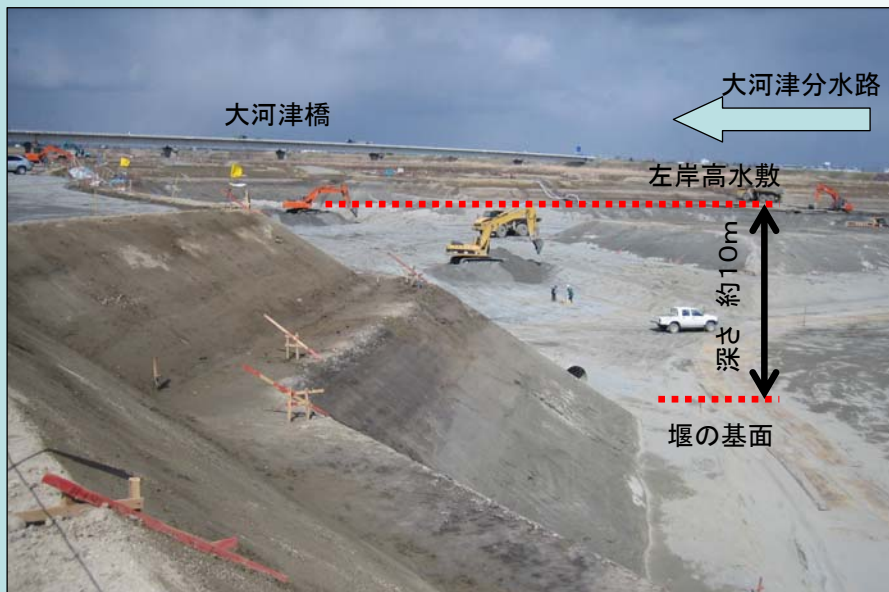 大河津分水路
大河津橋
左岸高水敷
深さ 約10m
堰の基面